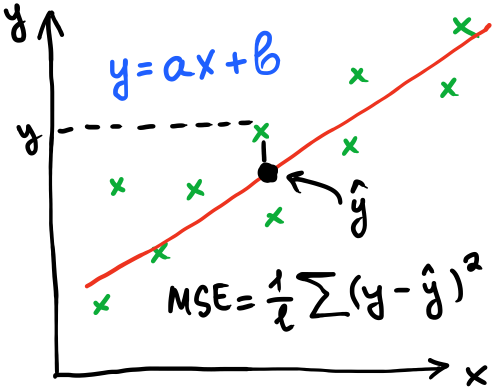 y
y = ax + b
y
ŷ
MSE = 1/l ∑ (y - ŷ)²
x